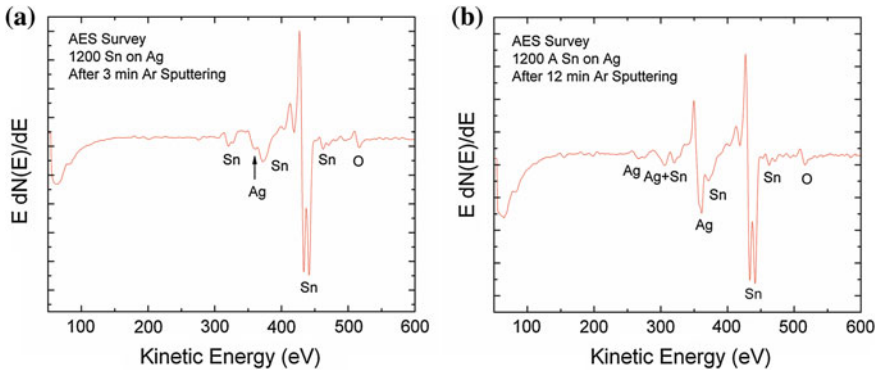 (a)
AES Survey
1200 Sn on Ag
After 3 min Ar Sputtering
E dN(E)/dE
Sn
Ag
Sn
Sn
O
Sn
100 200 300 400 500 600
Kinetic Energy (eV)
(b)
AES Survey
1200 A Sn on Ag
After 12 min Ar Sputtering
E dN(E)/dE
Ag
Ag+Sn
Sn
Ag
Sn
O
Sn
100 200 300 400 500 600
Kinetic Energy (eV)